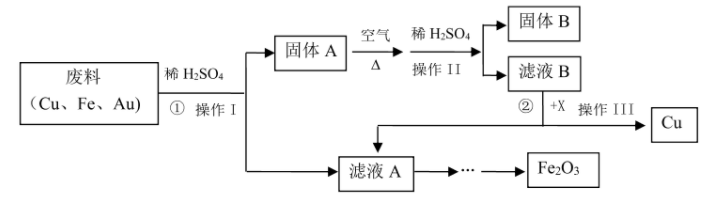 废料
（Cu、Fe、Au)
稀 H₂SO₄
① 操作 I
固体 A
空气
Δ
稀 H₂SO₄
操作 II
固体 B
滤液 B
② +X 操作 III
Cu
滤液 A
···
Fe₂O₃